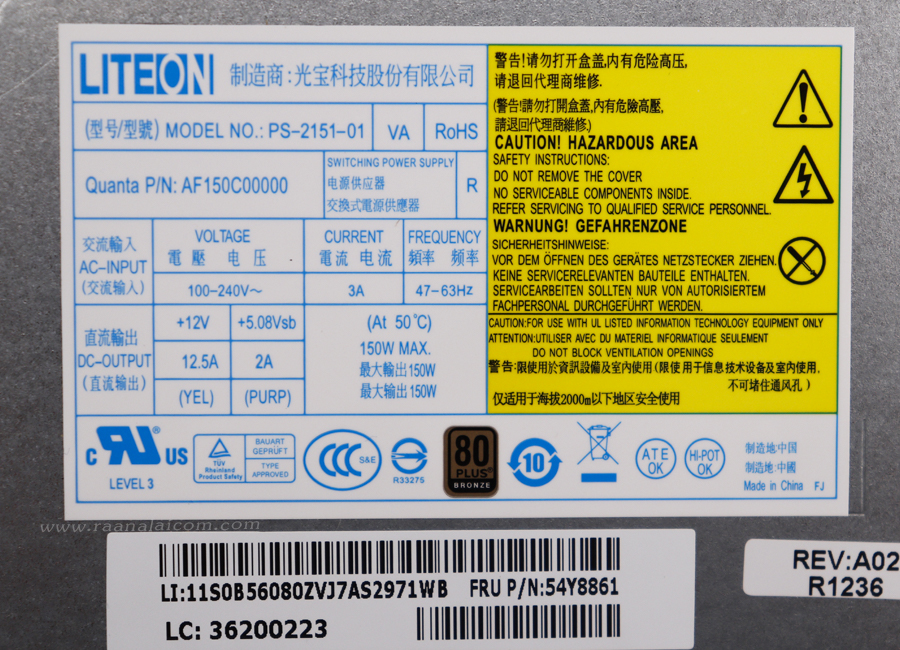 LITEON 制造商:光宝科技股份有限公司
(型号/型號) MODEL NO.: PS-2151-01 VA RoHS
Quanta P/N: AF150C00000
SWITCHING POWER SUPPLY
电源供应器
交換式電源供應器
R
交流輸入
AC-INPUT
(交流输入)
VOLTAGE
電壓 电压
CURRENT
電流 电流
FREQUENCY
頻率 频率
100-240V~ 3A 47-63Hz
直流輸出
DC-OUTPUT
(直流输出)
+12V +5.08Vsb
12.5A 2A
(YEL) (PURP)
(At 50℃)
150W MAX.
最大輸出150W
最大输出150W
警告!请勿打开盒盖,内有危险高压,
请退回代理商维修.
(警告!請勿打開盒蓋,內有危險高壓,
請退回代理商維修.)
CAUTION! HAZARDOUS AREA
SAFETY INSTRUCTIONS:
DO NOT REMOVE THE COVER
NO SERVICEABLE COMPONENTS INSIDE.
REFER SERVICING TO QUALIFIED SERVICE PERSONNEL.
WARNUNG! GEFAHRENZONE
SICHERHEITSHINWEISE:
VOR DEM ÖFFNEN DES GERÄTES NETZSTECKER ZIEHEN.
KEINE SERVICERELEVANTEN BAUTEILE ENTHALTEN.
SERVICEARBEITEN SOLLTEN NUR VON AUTORISIERTEM
FACHPERSONAL DURCHGEFÜHRT WERDEN.
CAUTION:FOR USE WITH UL LISTED INFORMATION TECHNOLOGY EQUIPMENT ONLY
ATTENTION:UTILISER AVEC DU MATERIEL INFORMATIQUE SEULEMENT
DO NOT BLOCK VENTILATION OPENINGS
警告:限使用於資訊設備及室內使用(限使用于信息技术设备及室内使用,
不可堵住通风孔)
仅适用于海拔2000m以下地区安全使用
c RU ® US
LEVEL 3
TÜV
Rheinland
Product Safety
BAUART
GEPRÜFT
TYPE
APPROVED
CCC S&E
R33275
80
PLUS®
BRONZE
10
ATE
OK
HI-POT
OK
制造地:中国
制造地:中國
Made in China FJ
www.raanalafcom.com
LI:11S0B56080ZVJ7AS2971WB FRU P/N:54Y8861
LC: 36200223
REV:A02
R1236